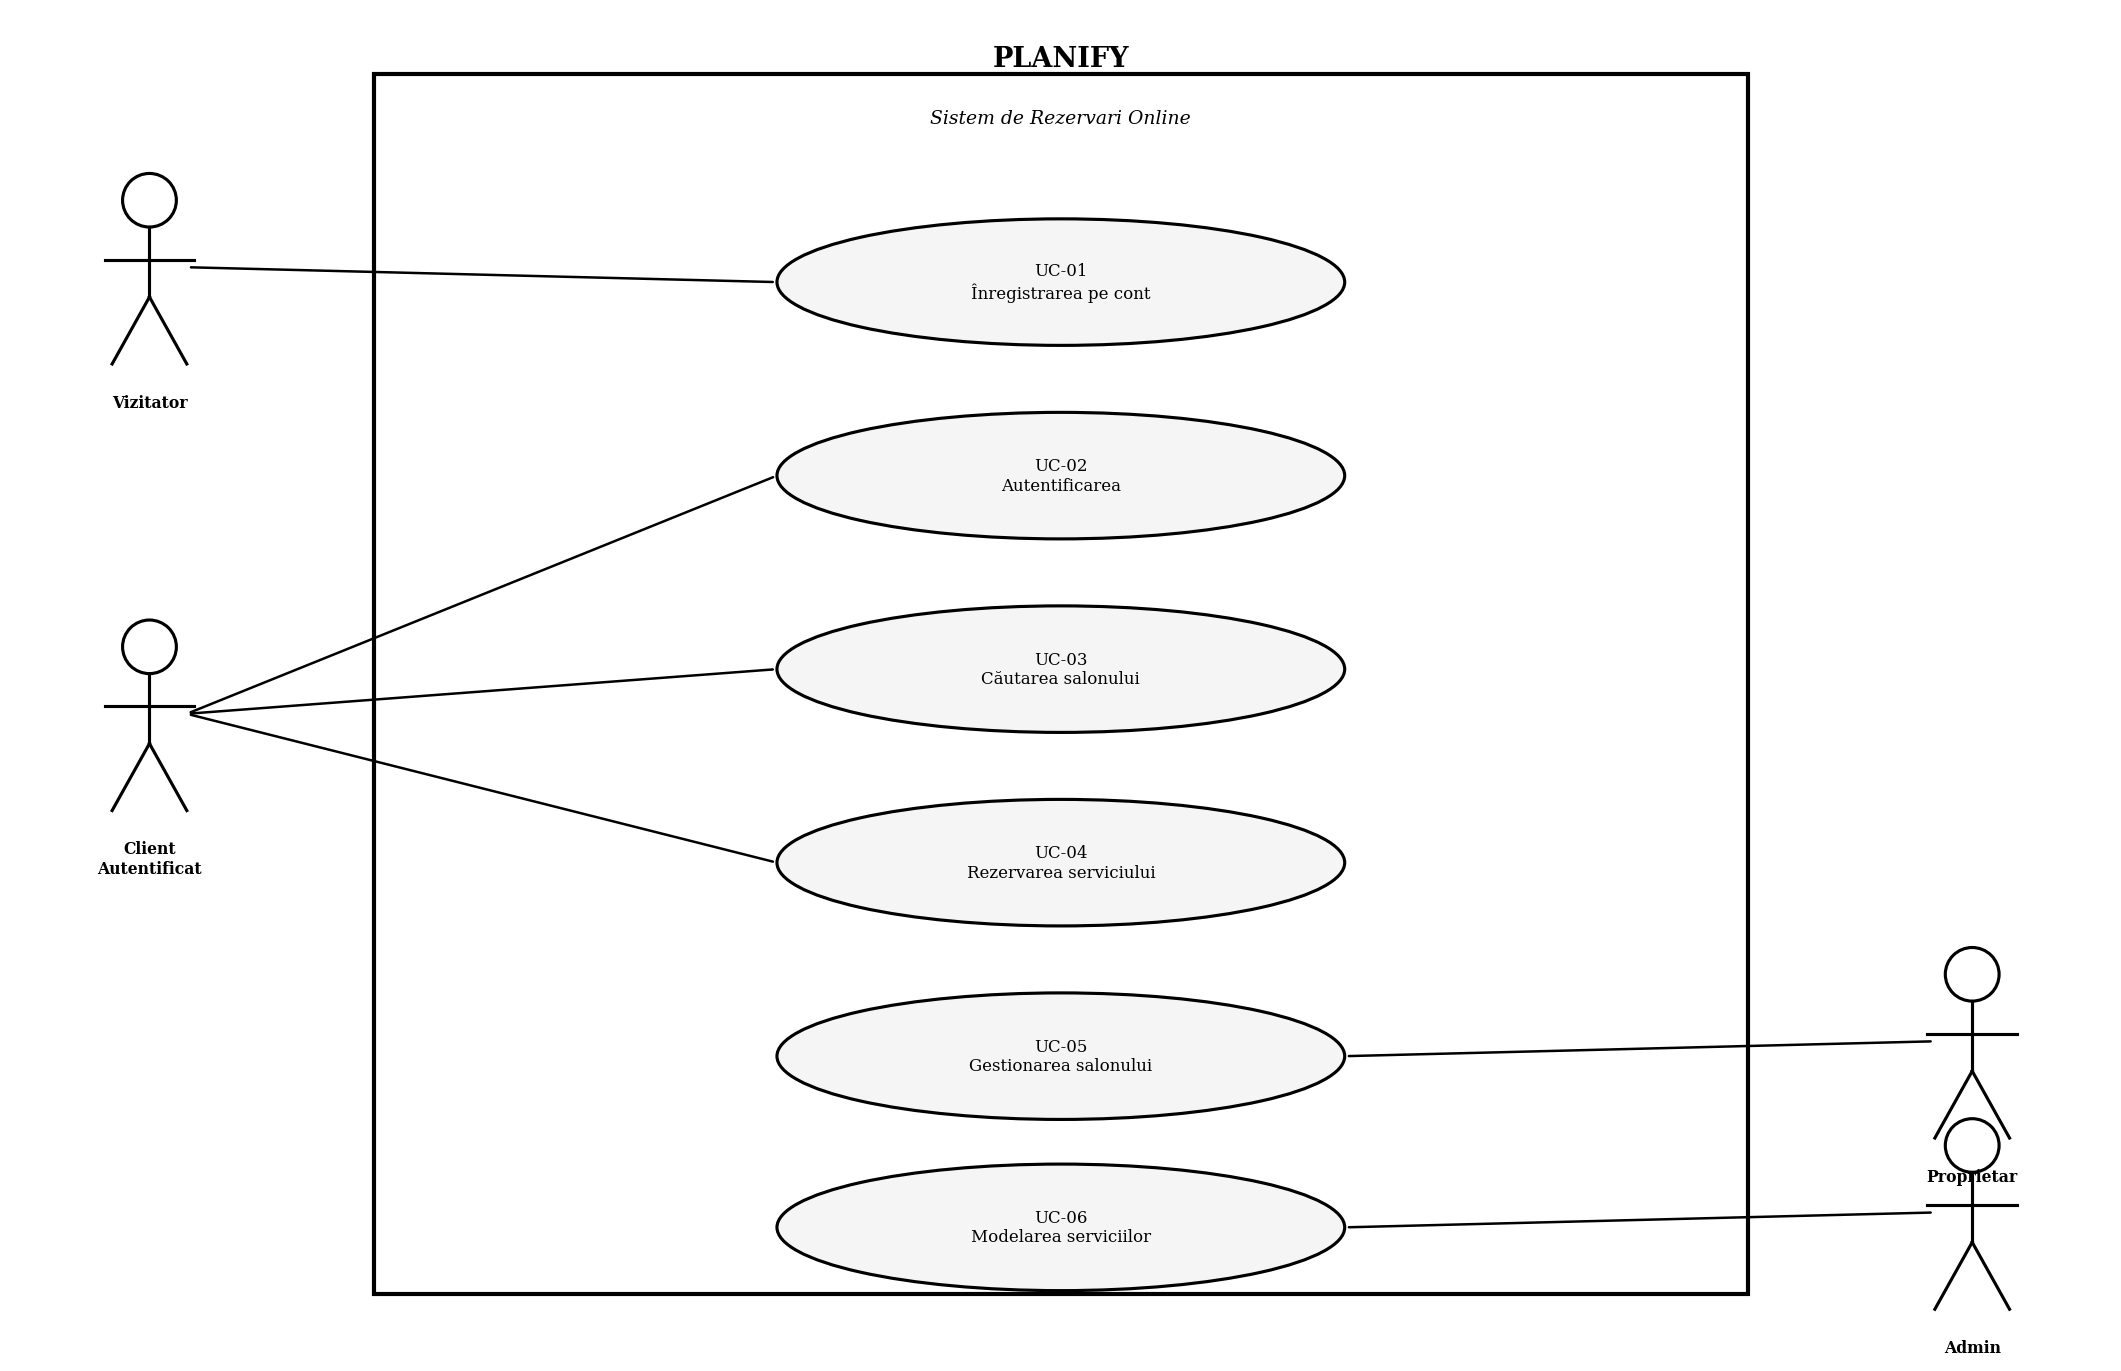 PLANIFY
Sistem de Rezervari Online
UC-01
Înregistrarea pe cont
Vizitator
UC-02
Autentificarea
UC-03
Căutarea salonului
Client
Autentificat
UC-04
Rezervarea serviciului
UC-05
Gestionarea salonului
Proprietar
UC-06
Modelarea serviciilor
Admin